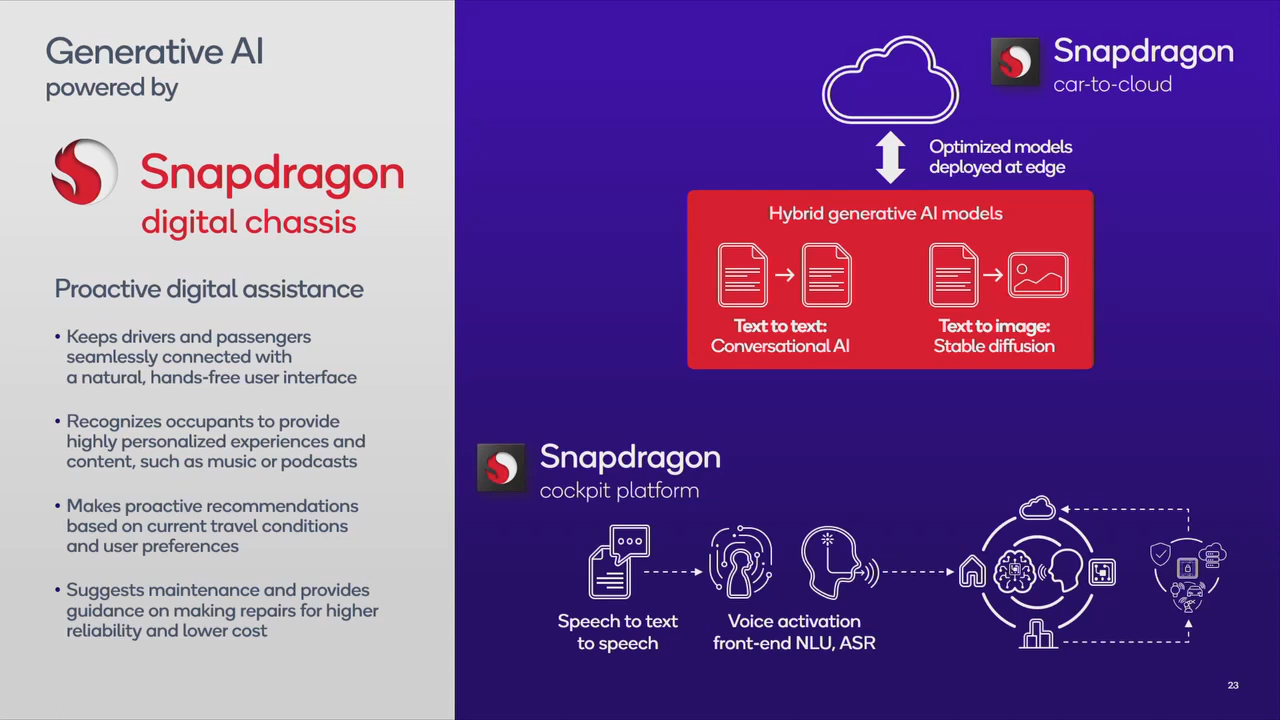 Generative AI
powered by
Snapdragon
digital chassis
Proactive digital assistance
• Keeps drivers and passengers
seamlessly connected with
a natural, hands-free user interface
• Recognizes occupants to provide
highly personalized experiences and
content, such as music or podcasts
• Makes proactive recommendations
based on current travel conditions
and user preferences
• Suggests maintenance and provides
guidance on making repairs for higher
reliability and lower cost
Snapdragon
car-to-cloud
Optimized models
deployed at edge
Hybrid generative AI models
Text to text:
Conversational AI
Text to image:
Stable diffusion
Snapdragon
cockpit platform
Speech to text
to speech
Voice activation
front-end NLU, ASR
23